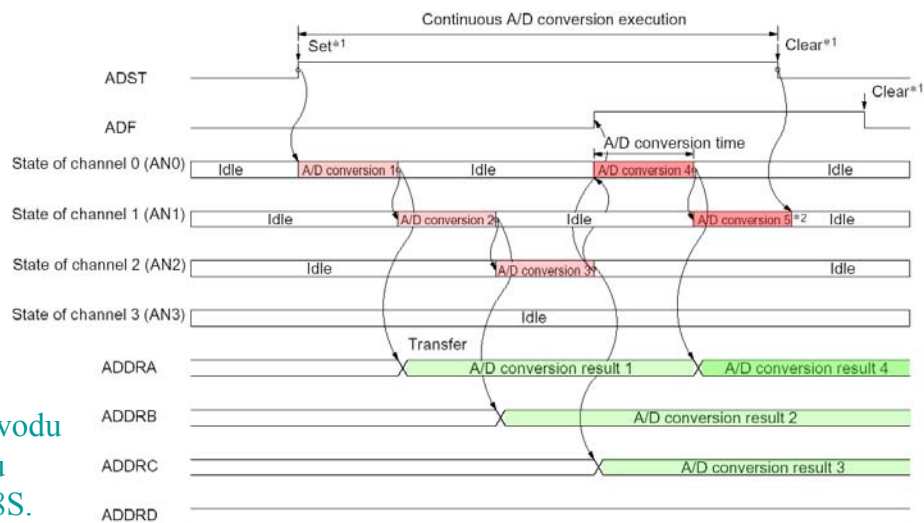 Continuous A/D conversion execution
Set*1 Clear*1
ADST
Clear*1
ADF
A/D conversion time
State of channel 0 (AN0) Idle A/D conversion 1 Idle A/D conversion 4 Idle
State of channel 1 (AN1) Idle A/D conversion 2 Idle A/D conversion 5 *2 Idle
State of channel 2 (AN2) Idle A/D conversion 3 Idle
State of channel 3 (AN3) Idle
Transfer
ADDRA A/D conversion result 1 A/D conversion result 4
ADDRB A/D conversion result 2
vodu
ADDRC A/D conversion result 3
u
8S.
ADDRD